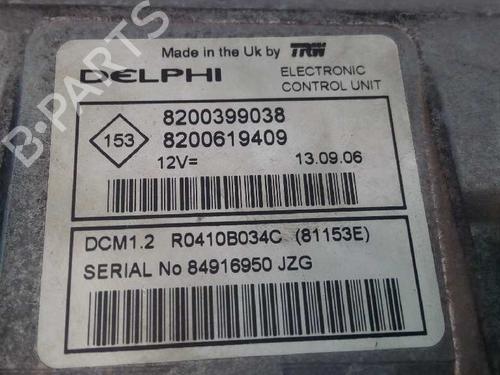 B-PARTS
Made in the Uk by TRW
DELPHI
ELECTRONIC
CONTROL UNIT
153
8200399038
8200619409
12V= 13.09.06
DCM1.2 R0410B034C (81153E)
SERIAL No 84916950 JZG